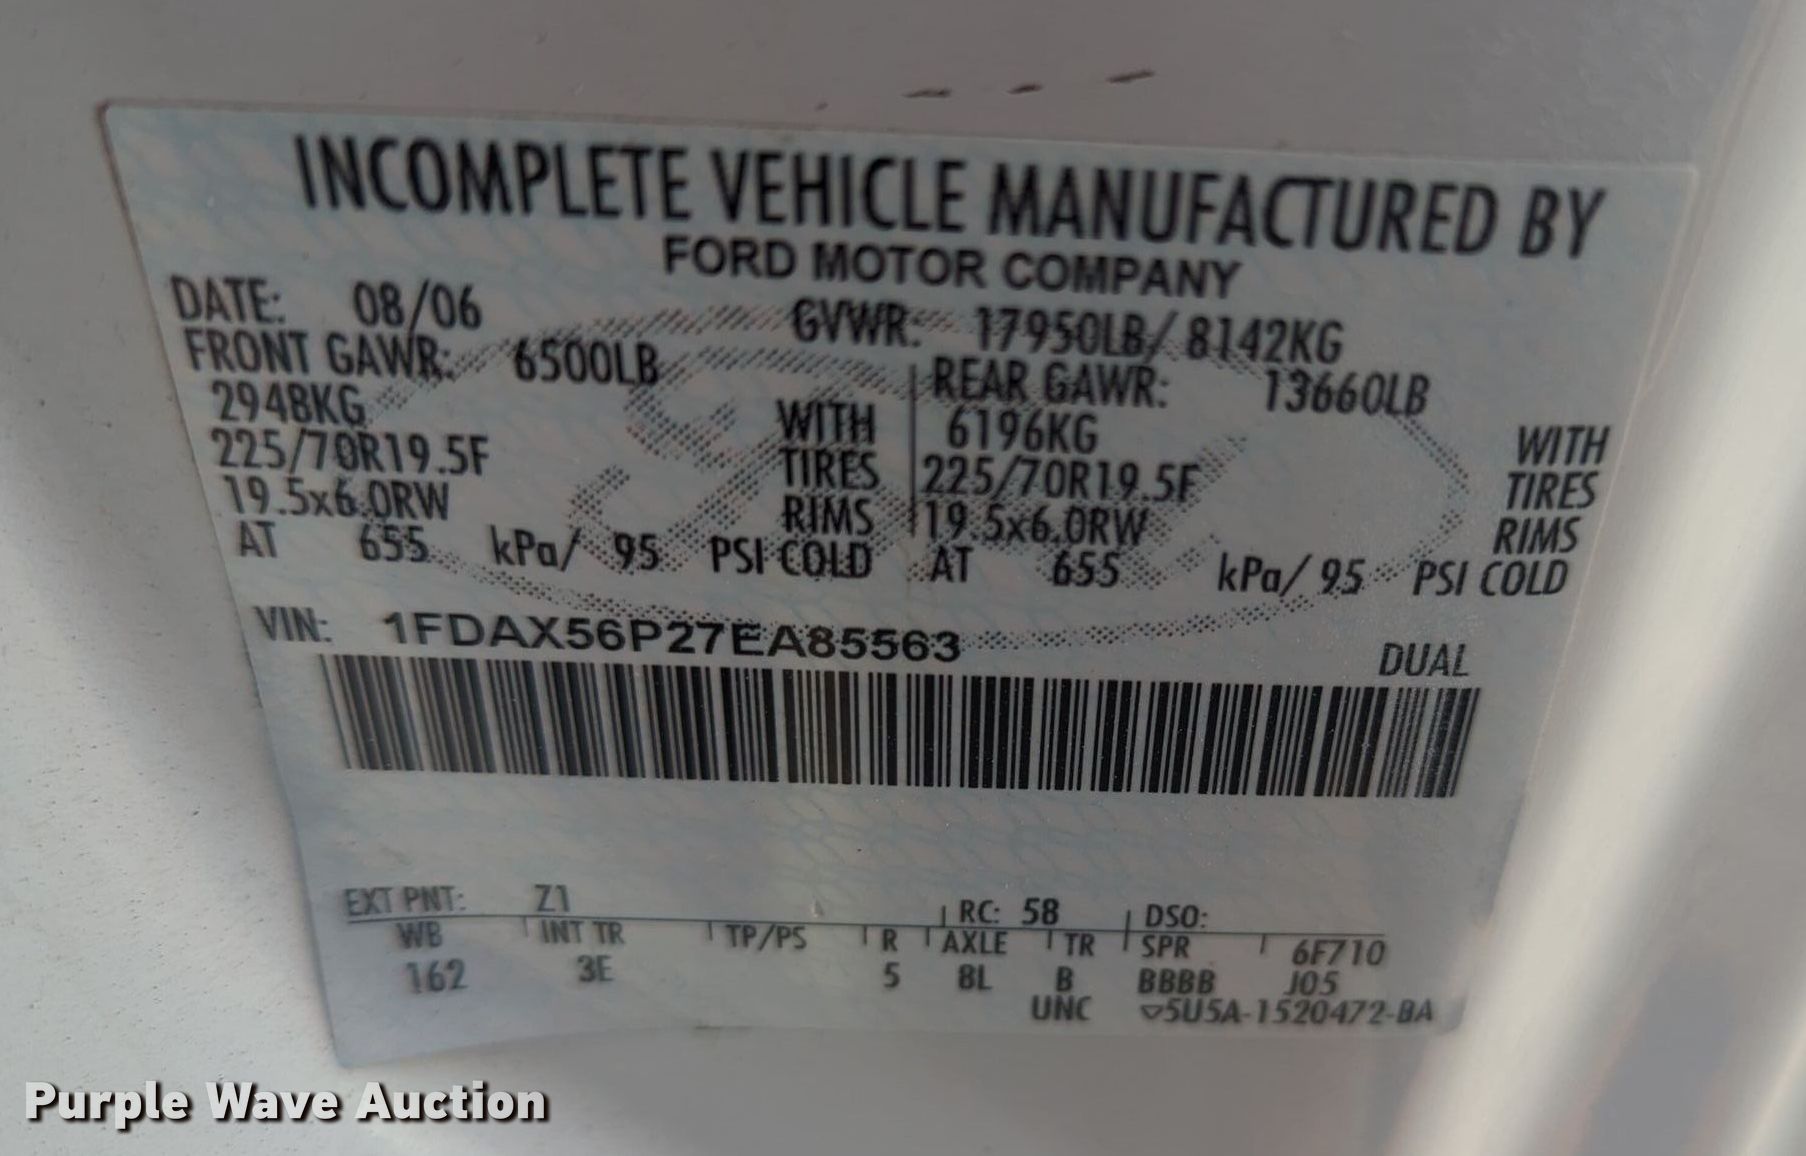 INCOMPLETE VEHICLE MANUFACTURED BY
FORD MOTOR COMPANY
DATE: 08/06 GVWR: 17950LB/ 8142KG
FRONT GAWR: 6500LB REAR GAWR: 13660LB
2948KG WITH 6196KG WITH
225/70R19.5F TIRES 225/70R19.5F TIRES
19.5x6.0RW RIMS 19.5x6.0RW RIMS
AT 655 kPa/ 95 PSI COLD AT 655 kPa/ 95 PSI COLD
VIN: 1FDAX56P27EA85563
DUAL
EXT PNT: Z1 RC: 58 DSO:
WB INT TR TP/PS R AXLE TR SPR 6F710
162 3E 5 8L B BBBB J05
UNC ▽5U5A-1520472-BA
Purple Wave Auction